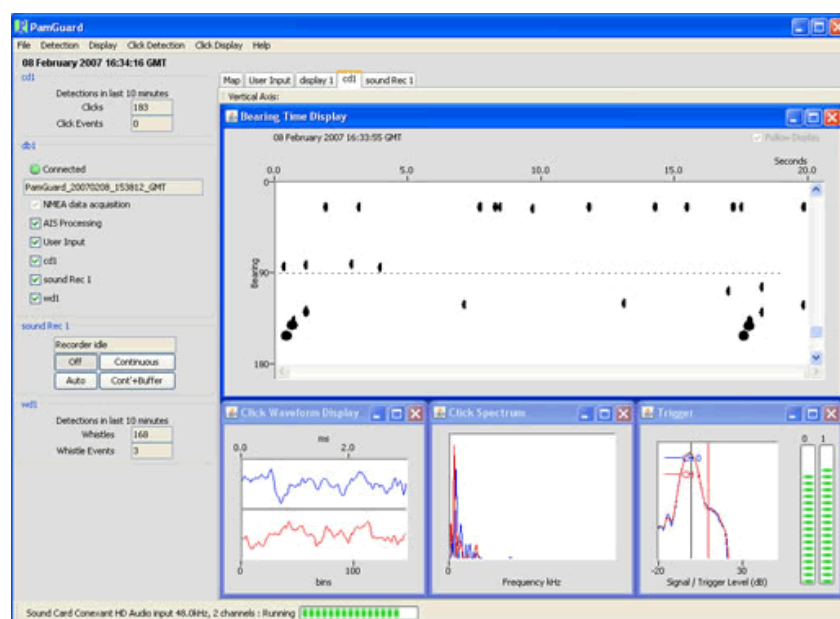 PamGuard
File Detection Display Click Detection Click Display Help
08 February 2007 16:34:16 GMT
cd1
Detections in last 10 minutes
Clicks 183
Click Events 0
db1
Connected
PamGuard_20070208_153812_GMT
NMEA data acquisition
AIS Processing
User Input
cd1
sound Rec 1
wd1
sound Rec 1
Recorder idle
Off Continuous
Auto Cont'+Buffer
wd1
Detections in last 10 minutes
Whistles 168
Whistle Events 3
Map User Input display 1 cd1 sound Rec 1
Vertical Axis:
Bearing Time Display
08 February 2007 16:33:55 GMT Follow Display
Seconds
0.0 5.0 10.0 15.0 20.0
0
90
180
Bearing
Click Waveform Display
ms
0.0 2.0
0 100
bins
Click Spectrum
0
Frequency kHz
Trigger
0 1
-20 30
Signal / Trigger Level (dB)
Sound Card Conexant HD Audio input 48.0kHz, 2 channels : Running